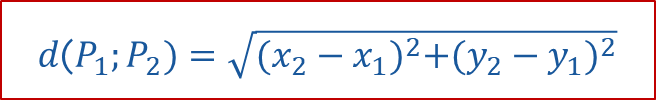 d(P₁; P₂) = √(x₂ − x₁)²+(y₂ − y₁)²